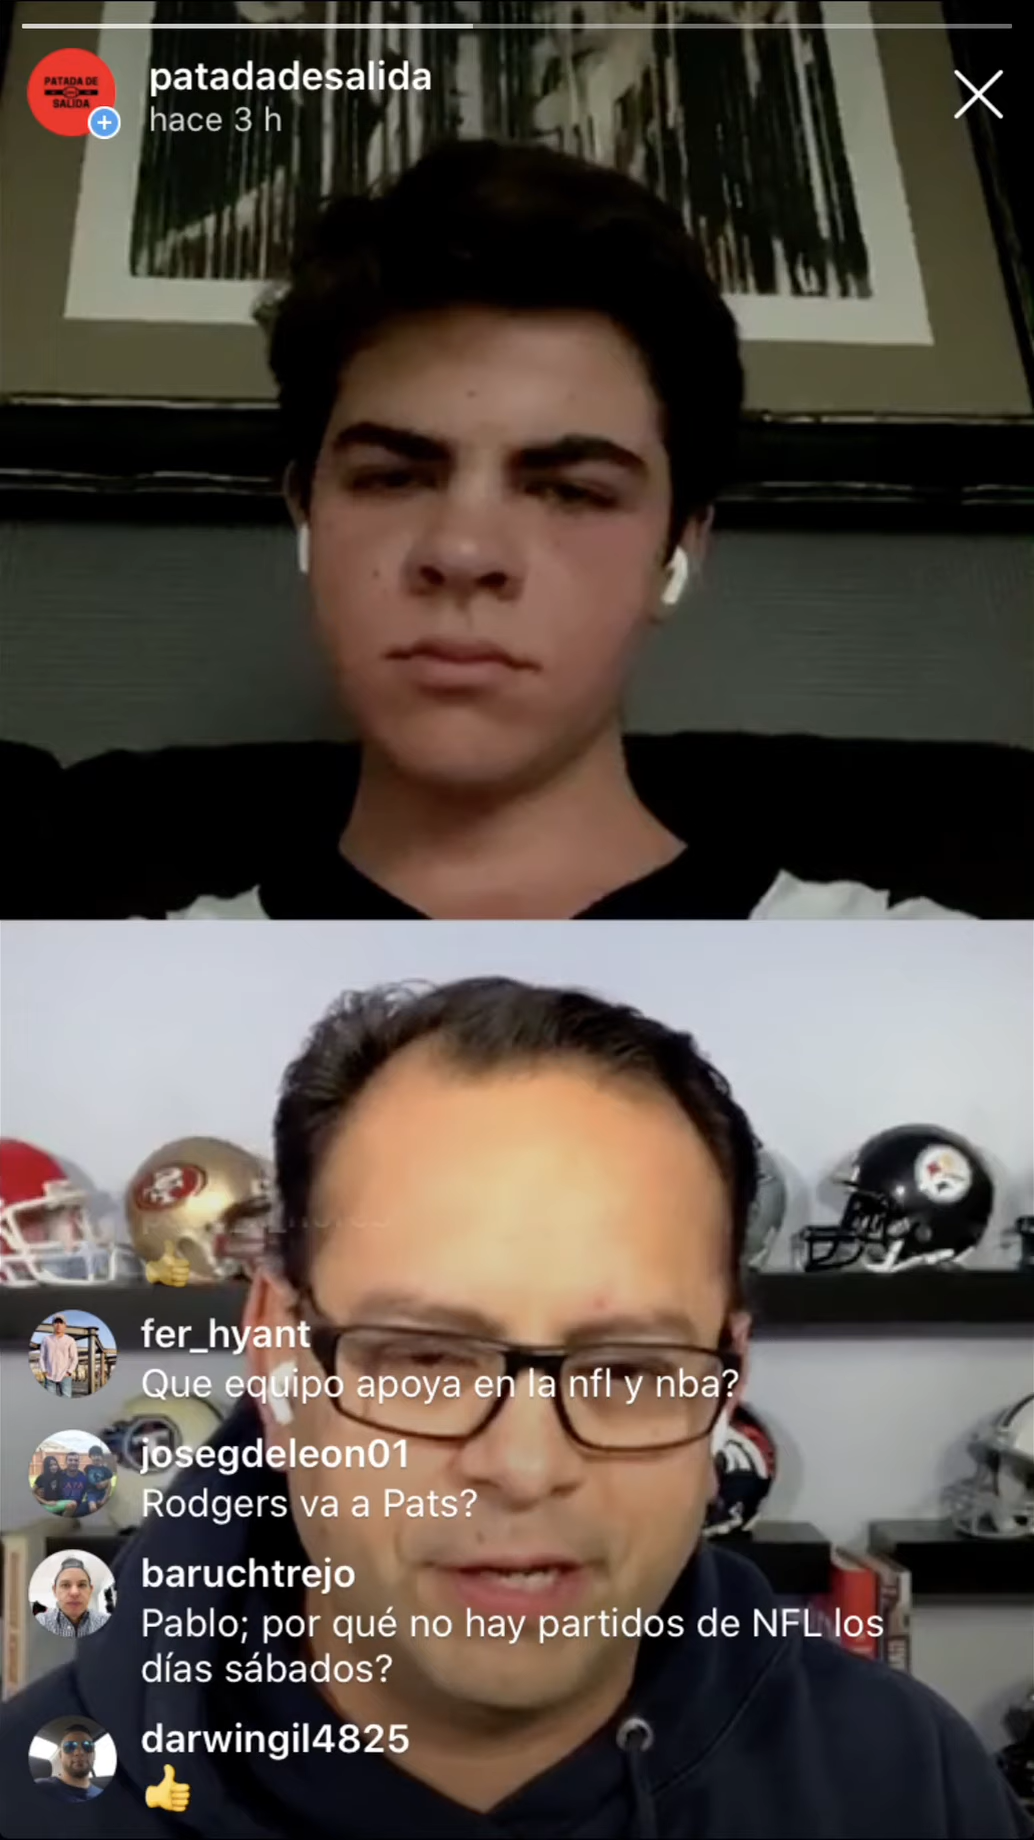 patadadesalida
hace 3 h
PATADA DE
SALIDA
fer_hyant
Que equipo apoya en la nfl y nba?
josegdeleon01
Rodgers va a Pats?
baruchtrejo
Pablo; por qué no hay partidos de NFL los
días sábados?
darwingil4825